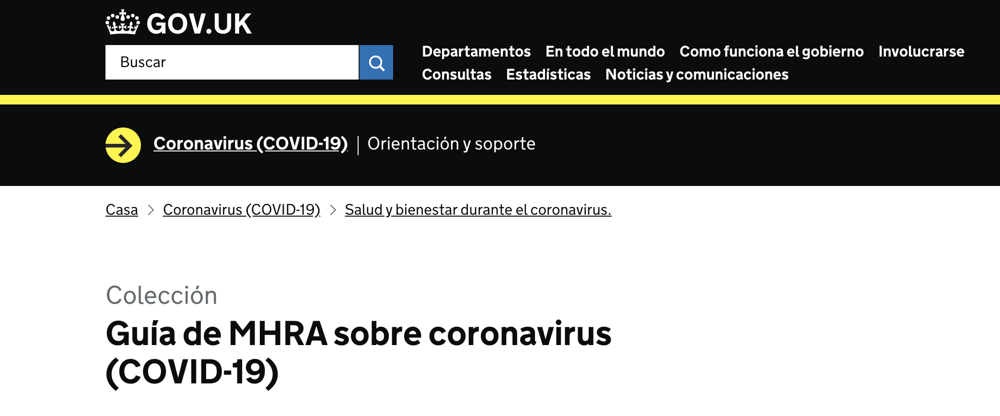 GOV.UK
Buscar
Departamentos En todo el mundo Como funciona el gobierno Involucrarse
Consultas Estadísticas Noticias y comunicaciones
Coronavirus (COVID-19) | Orientación y soporte
Casa > Coronavirus (COVID-19) > Salud y bienestar durante el coronavirus.
Colección
Guía de MHRA sobre coronavirus
(COVID-19)